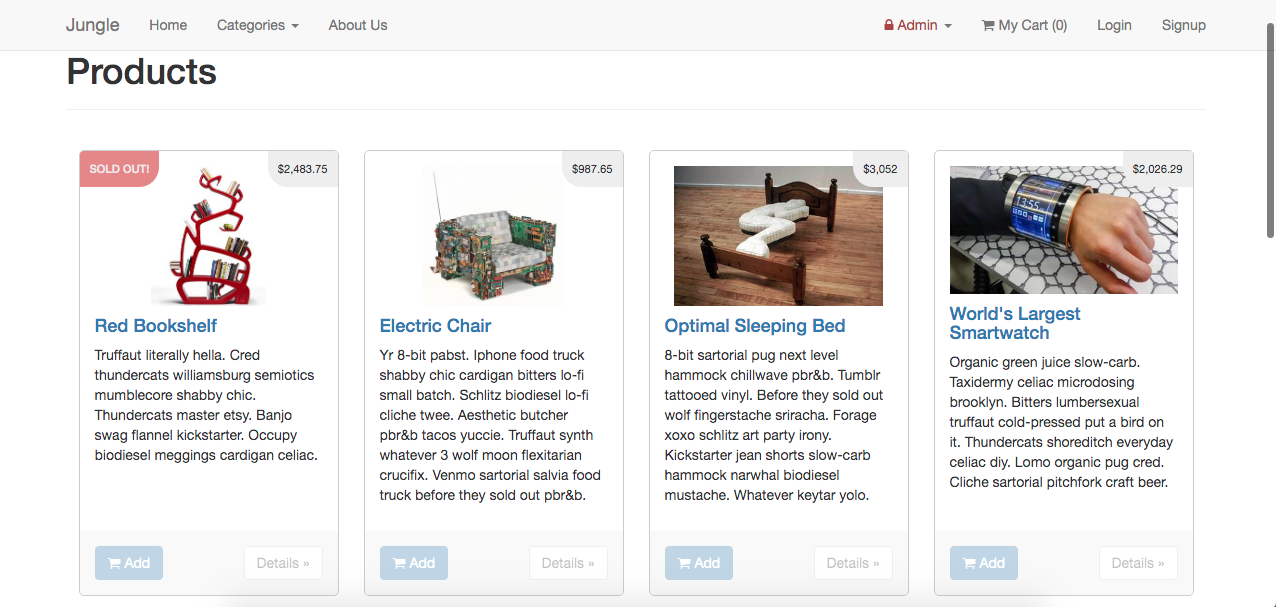 Jungle Home Categories About Us Admin My Cart (0) Login Signup
Products
SOLD OUT! $2,483.75
Red Bookshelf
Truffaut literally hella. Cred
thundercats williamsburg semiotics
mumblecore shabby chic.
Thundercats master etsy. Banjo
swag flannel kickstarter. Occupy
biodiesel meggings cardigan celiac.
Add Details »
$987.65
Electric Chair
Yr 8-bit pabst. Iphone food truck
shabby chic cardigan bitters lo-fi
small batch. Schlitz biodiesel lo-fi
cliche twee. Aesthetic butcher
pbr&b tacos yuccie. Truffaut synth
whatever 3 wolf moon flexitarian
crucifix. Venmo sartorial salvia food
truck before they sold out pbr&b.
Add Details »
$3,052
Optimal Sleeping Bed
8-bit sartorial pug next level
hammock chillwave pbr&b. Tumblr
tattooed vinyl. Before they sold out
wolf fingerstache sriracha. Forage
xoxo schlitz art party irony.
Kickstarter jean shorts slow-carb
hammock narwhal biodiesel
mustache. Whatever keytar yolo.
Add Details »
$2,026.29
13:55
World's Largest
Smartwatch
Organic green juice slow-carb.
Taxidermy celiac microdosing
brooklyn. Bitters lumbersexual
truffaut cold-pressed put a bird on
it. Thundercats shoreditch everyday
celiac diy. Lomo organic pug cred.
Cliche sartorial pitchfork craft beer.
Add Details »